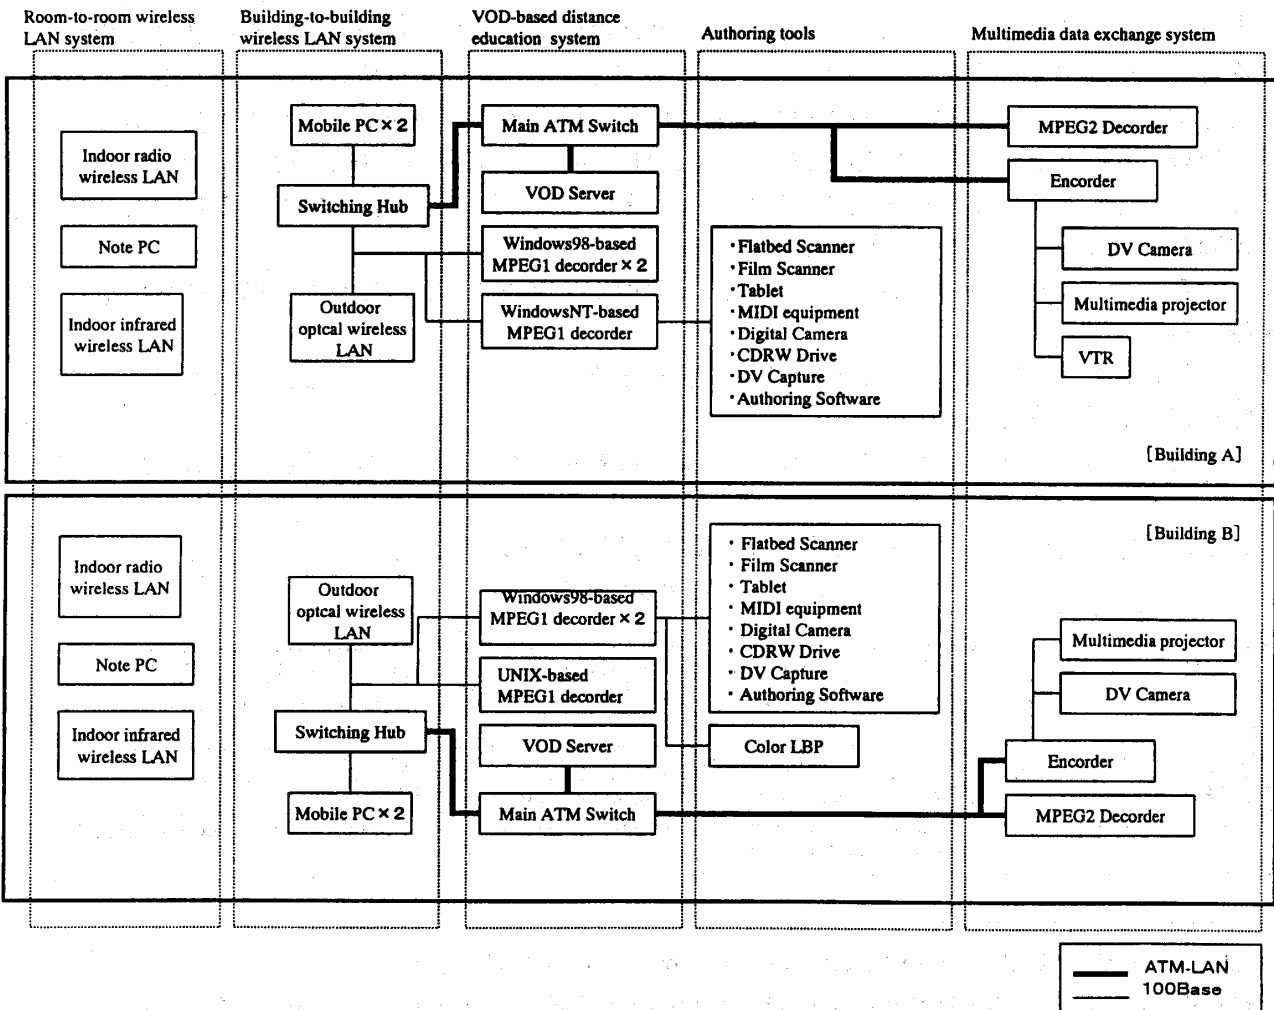 Room-to-room wireless
LAN system
Building-to-building
wireless LAN system
VOD-based distance
education system
Authoring tools
Multimedia data exchange system
Indoor radio
wireless LAN
Note PC
Indoor infrared
wireless LAN
Mobile PC×2
Switching Hub
Outdoor
optcal wireless
LAN
Main ATM Switch
VOD Server
Windows98-based
MPEG1 decorder×2
WindowsNT-based
MPEG1 decorder
・Flatbed Scanner
・Film Scanner
・Tablet
・MIDI equipment
・Digital Camera
・CDRW Drive
・DV Capture
・Authoring Software
MPEG2 Decorder
Encorder
DV Camera
Multimedia projector
VTR
[Building A]
[Building B]
Indoor radio
wireless LAN
Note PC
Indoor infrared
wireless LAN
Outdoor
optcal wireless
LAN
Switching Hub
Mobile PC×2
Windows98-based
MPEG1 decorder×2
UNIX-based
MPEG1 decorder
VOD Server
Main ATM Switch
・Flatbed Scanner
・Film Scanner
・Tablet
・MIDI equipment
・Digital Camera
・CDRW Drive
・DV Capture
・Authoring Software
Color LBP
Multimedia projector
DV Camera
Encorder
MPEG2 Decorder
ATM-LAN
100Base